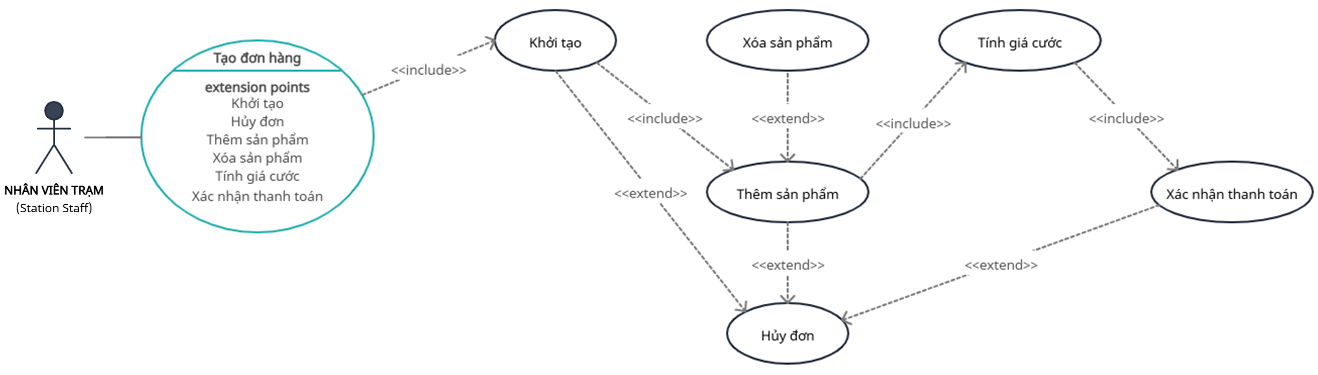 Khởi tạo
Xóa sản phẩm
Tính giá cước
Tạo đơn hàng
<<include>>
extension points
Khởi tạo
Hủy đơn
Thêm sản phẩm
Xóa sản phẩm
Tính giá cước
Xác nhận thanh toán
<<include>>
<<extend>>
<<include>>
<<include>>
NHÂN VIÊN TRẠM
(Station Staff)
<<extend>>
Thêm sản phẩm
Xác nhận thanh toán
<<extend>>
<<extend>>
Hủy đơn